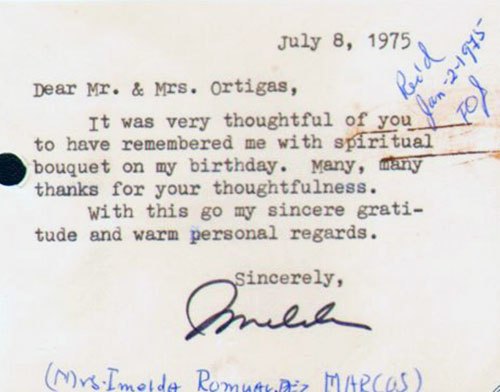 July 8, 1975
Rec'd
Jan-2-1975
FOJ
Dear Mr. & Mrs. Ortigas,
It was very thoughtful of you
to have remembered me with spiritual
bouquet on my birthday. Many, many
thanks for your thoughtfulness.
With this go my sincere grati-
tude and warm personal regards.
Sincerely,
Imelda
(Mrs. Imelda Romualdez MARCOS)